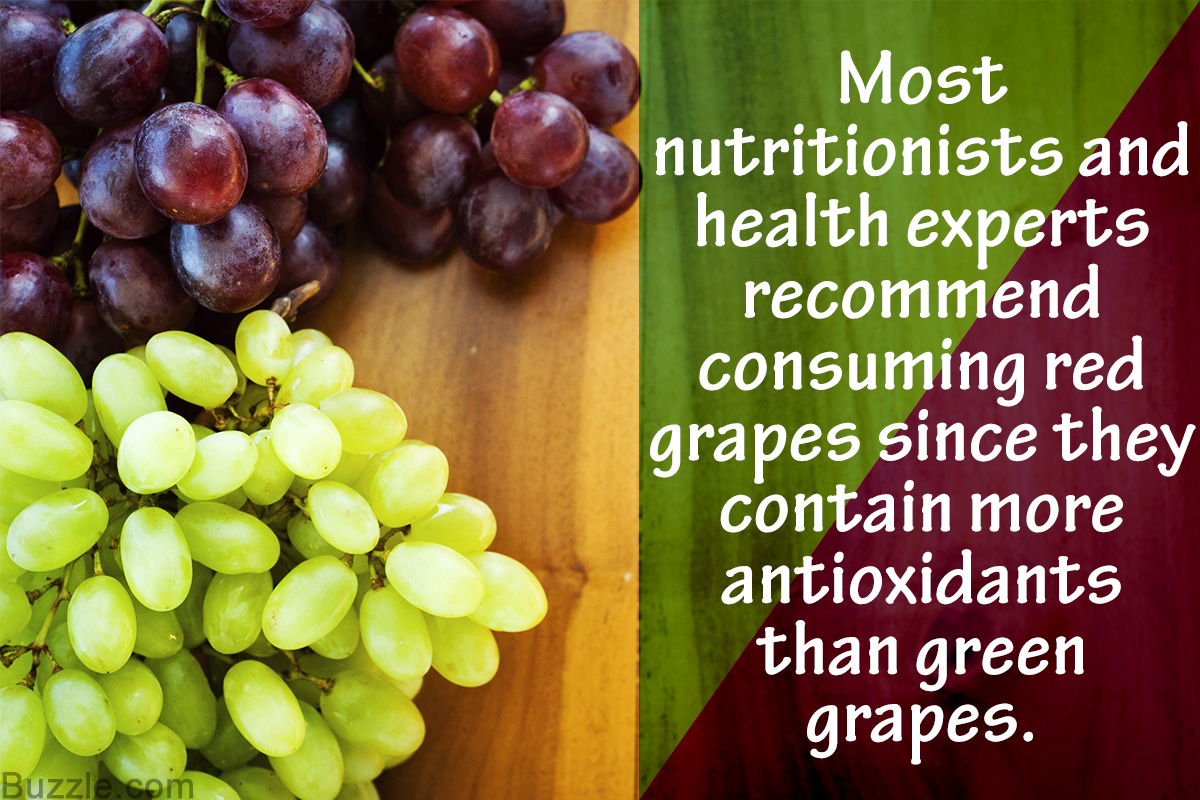 Most
nutritionists and
health experts
recommend
consuming red
grapes since they
contain more
antioxidants
than green
grapes.
Buzzle.com